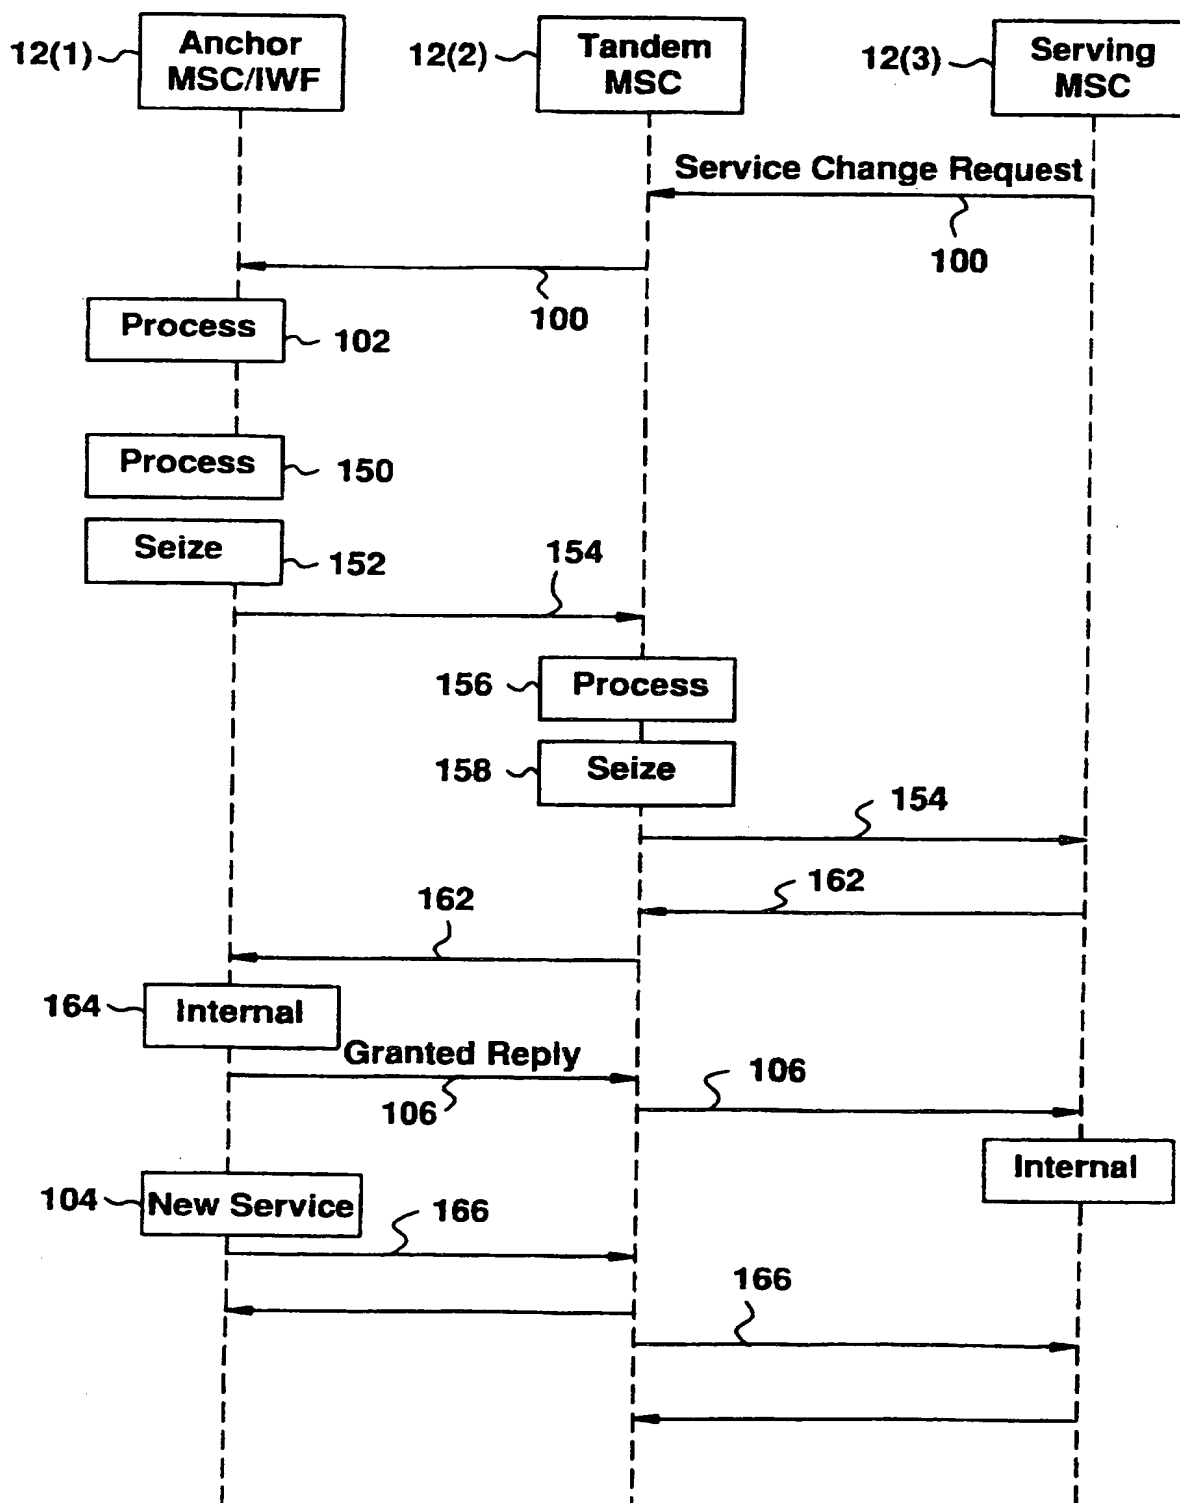 12(1)
Anchor
MSC/IWF
12(2)
Tandem
MSC
12(3)
Serving
MSC
Service Change Request
100
100
Process
102
Process
150
Seize
152
154
156
Process
158
Seize
154
162
162
164
Internal
Granted Reply
106
106
Internal
104
New Service
166
166